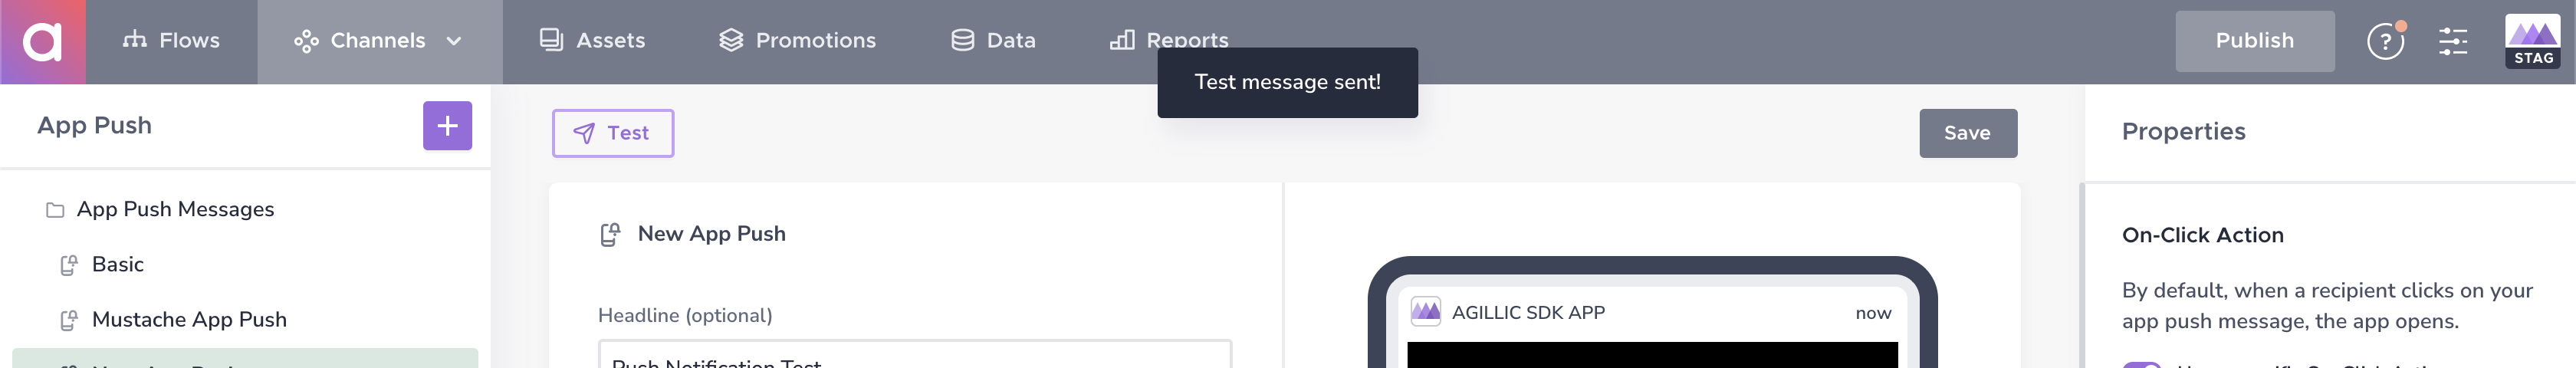 Flows
Channels
Assets
Promotions
Data
Reports
Publish
?
STAG
Test message sent!
App Push
Test
Save
Properties
App Push Messages
Basic
Mustache App Push
New App Push
Headline (optional)
Push Notification Test
AGILLIC SDK APP
now
On-Click Action
By default, when a recipient clicks on your
app push message, the app opens.